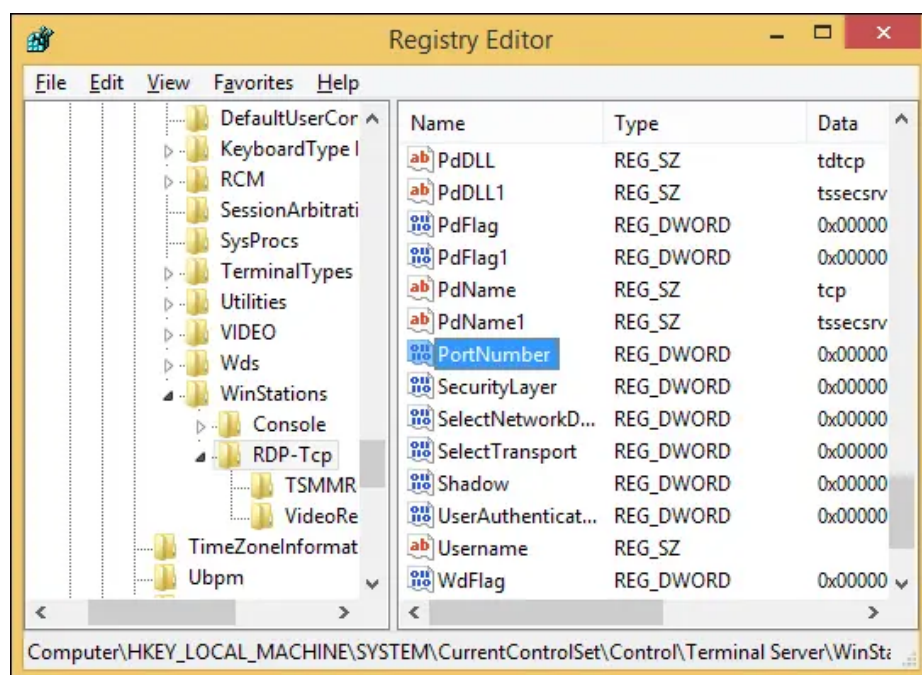 Registry Editor
File Edit View Favorites Help
DefaultUserCor
KeyboardType l
RCM
SessionArbitrati
SysProcs
TerminalTypes
Utilities
VIDEO
Wds
WinStations
Console
RDP-Tcp
TSMMR
VideoRe
TimeZoneInformat
Ubpm
Name Type Data
PdDLL REG_SZ tdtcp
PdDLL1 REG_SZ tssecsrv
PdFlag REG_DWORD 0x00000
PdFlag1 REG_DWORD 0x00000
PdName REG_SZ tcp
PdName1 REG_SZ tssecsrv
PortNumber REG_DWORD 0x00000
SecurityLayer REG_DWORD 0x00000
SelectNetworkD... REG_DWORD 0x00000
SelectTransport REG_DWORD 0x00000
Shadow REG_DWORD 0x00000
UserAuthenticat... REG_DWORD 0x00000
Username REG_SZ
WdFlag REG_DWORD 0x00000
Computer\HKEY_LOCAL_MACHINE\SYSTEM\CurrentControlSet\Control\Terminal Server\WinSta